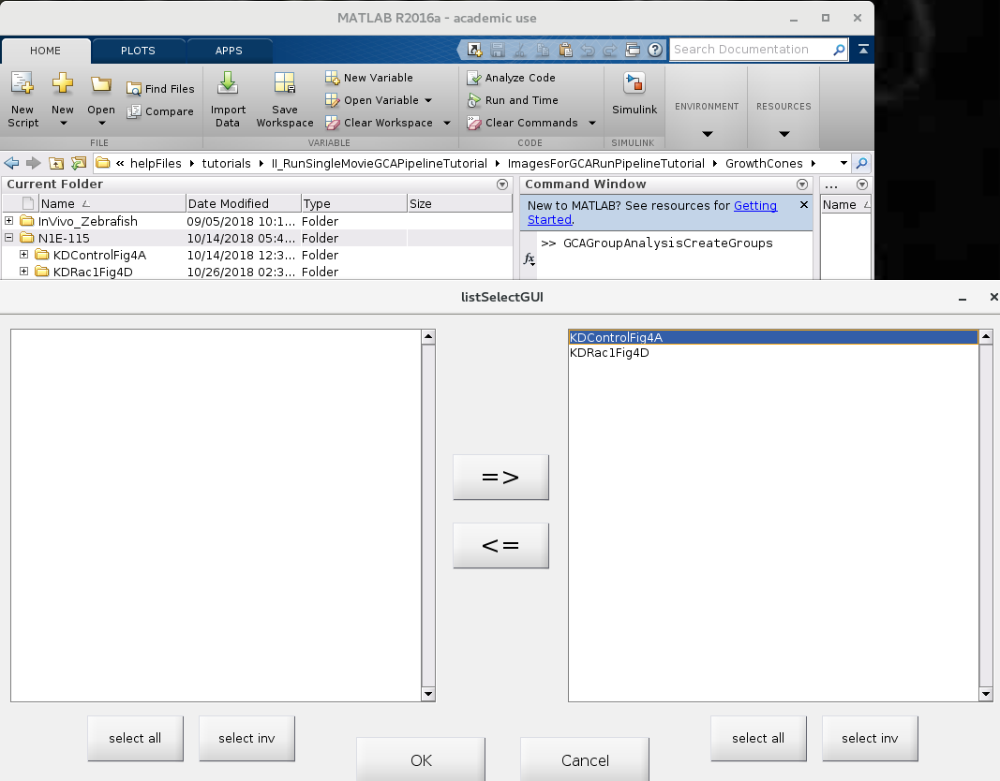 MATLAB R2016a - academic use
HOME PLOTS APPS
Search Documentation
New Script
New
Open
Find Files
Compare
FILE
Import Data
Save Workspace
New Variable
Open Variable
Clear Workspace
VARIABLE
Analyze Code
Run and Time
Clear Commands
CODE
Simulink
SIMULINK
ENVIRONMENT
RESOURCES
« helpFiles ▸ tutorials ▸ II_RunSingleMovieGCAPipelineTutorial ▸ ImagesForGCARunPipelineTutorial ▸ GrowthCones ▸
Current Folder
Name Date Modified Type Size
InVivo_Zebrafish 09/05/2018 10:1... Folder
N1E-115 10/14/2018 05:4... Folder
KDControlFig4A 10/14/2018 12:3... Folder
KDRac1Fig4D 10/26/2018 02:3... Folder
Command Window
New to MATLAB? See resources for Getting
Started.
fx >> GCAGroupAnalysisCreateGroups
...
Name
listSelectGUI
KDControlFig4A
KDRac1Fig4D
=>
<=
select all select inv
OK Cancel
select all select inv